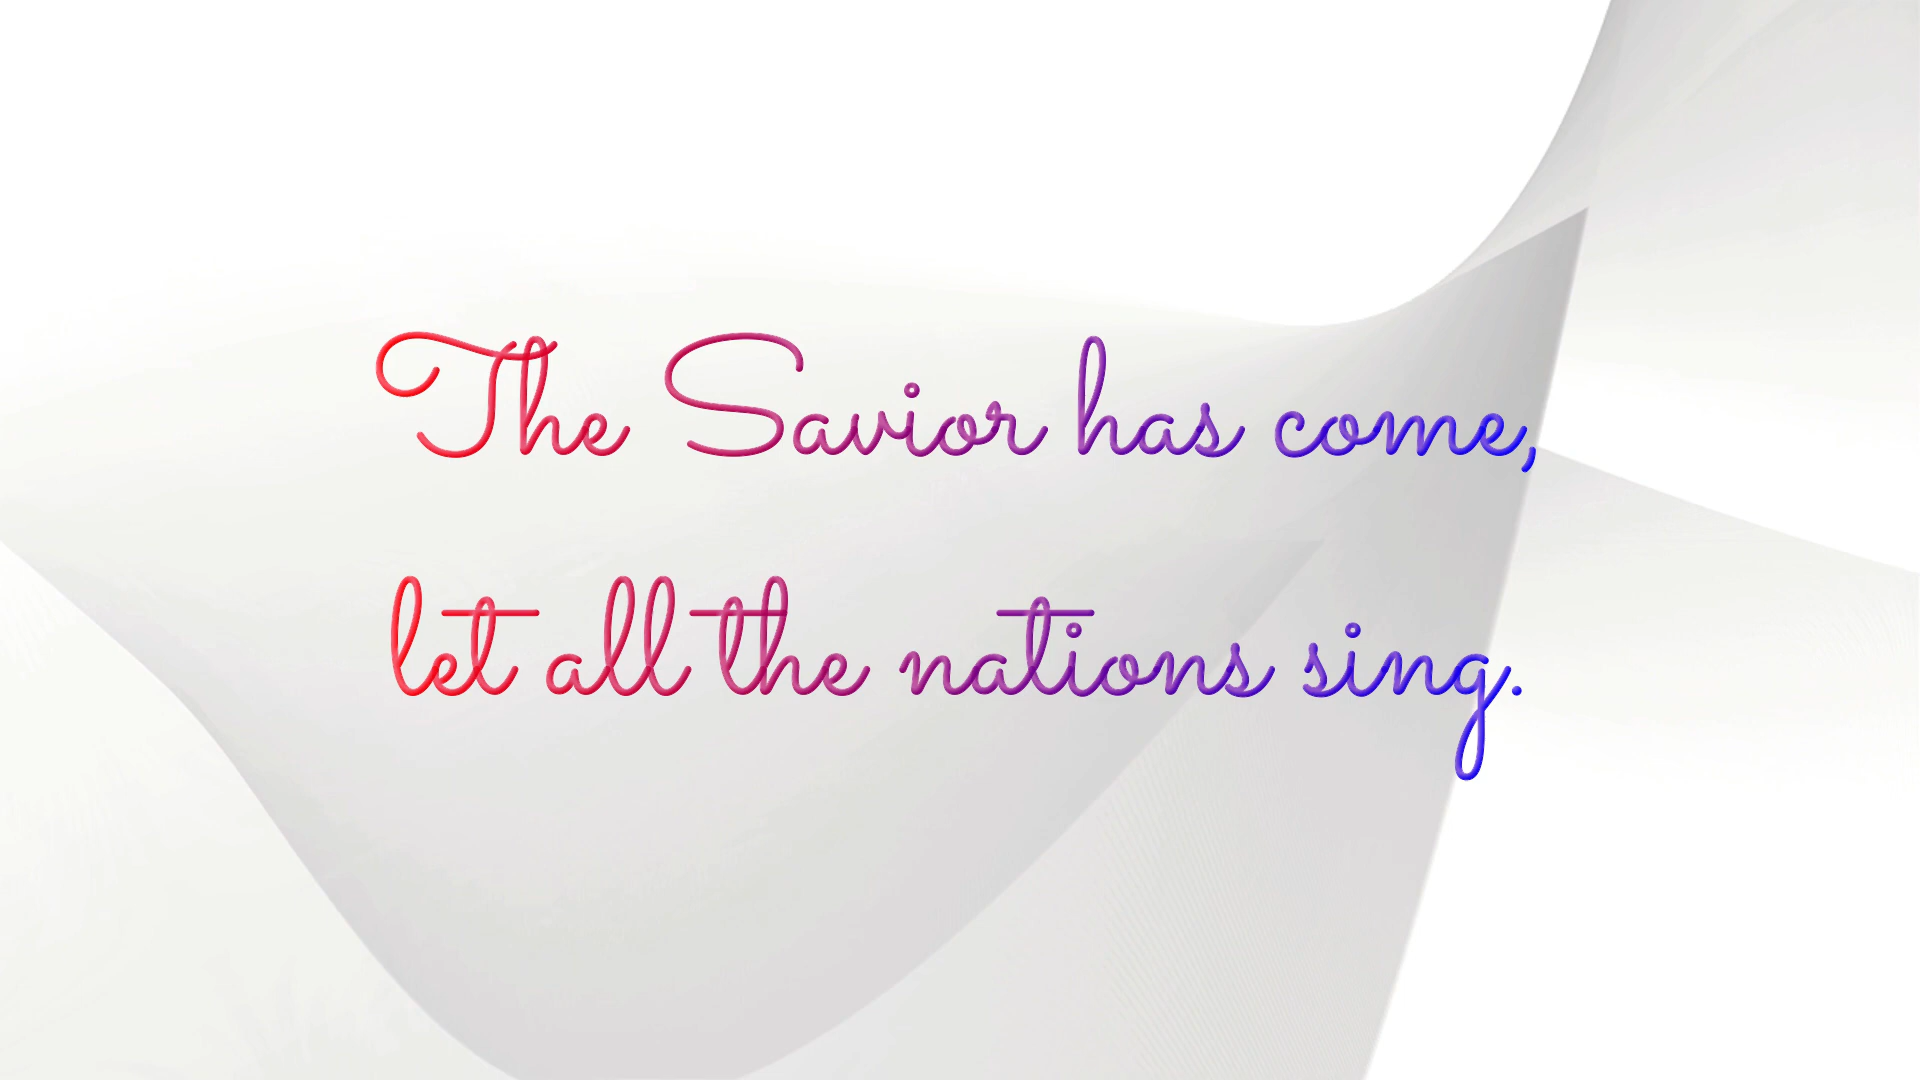 The Savior has come,
let all the nations sing.